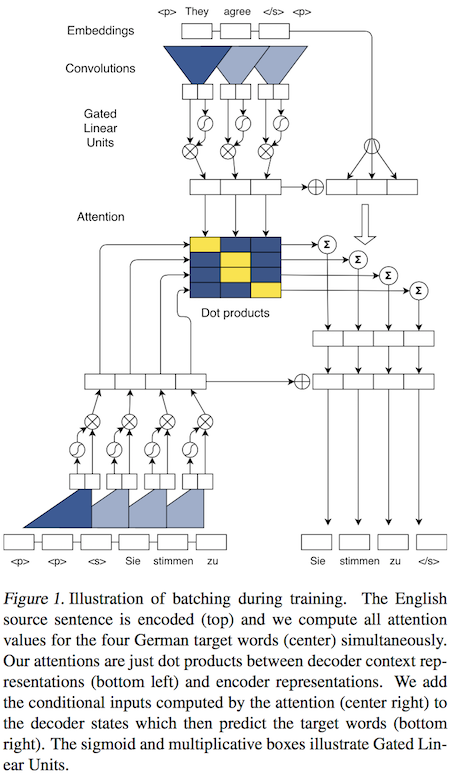 <p> They agree </s> <p>
Embeddings
Convolutions
Gated
Linear
Units
Attention
Σ
Σ
Σ
Σ
Dot products
<p> <p> <s> Sie stimmen zu
Sie stimmen zu </s>
Figure 1. Illustration of batching during training. The English
source sentence is encoded (top) and we compute all attention
values for the four German target words (center) simultaneously.
Our attentions are just dot products between decoder context rep-
resentations (bottom left) and encoder representations. We add
the conditional inputs computed by the attention (center right) to
the decoder states which then predict the target words (bottom
right). The sigmoid and multiplicative boxes illustrate Gated Lin-
ear Units.